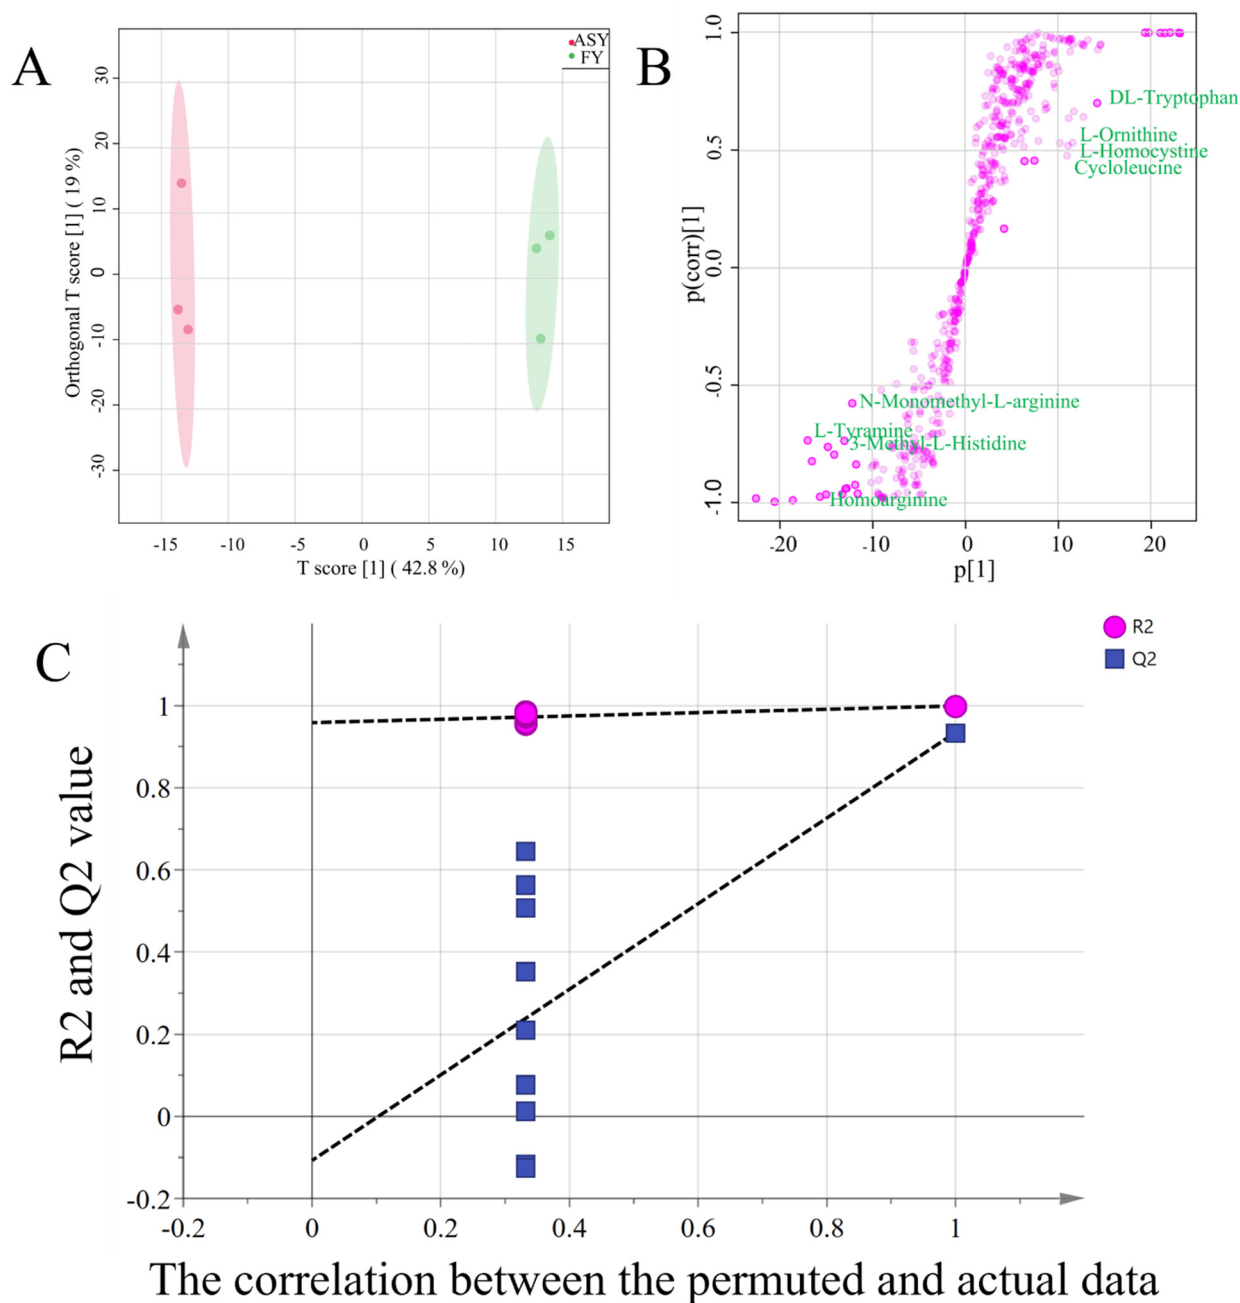 A
ASY
FY
Orthogonal T score [1] ( 19 %)
30
20
10
0
-10
-20
-30
-15
-10
-5
0
5
10
15
T score [1] ( 42.8 %)
B
p(corr)[1]
1.0
0.5
0.0
-0.5
-1.0
DL-Tryptophan
L-Ornithine
L-Homocystine
Cycloleucine
N-Monomethyl-L-arginine
L-Tyramine
3-Methyl-L-Histidine
Homoarginine
-20
-10
0
10
20
p[1]
C
R2
Q2
R2 and Q2 value
1
0.8
0.6
0.4
0.2
0
-0.2
-0.2
0
0.2
0.4
0.6
0.8
1
The correlation between the permuted and actual data